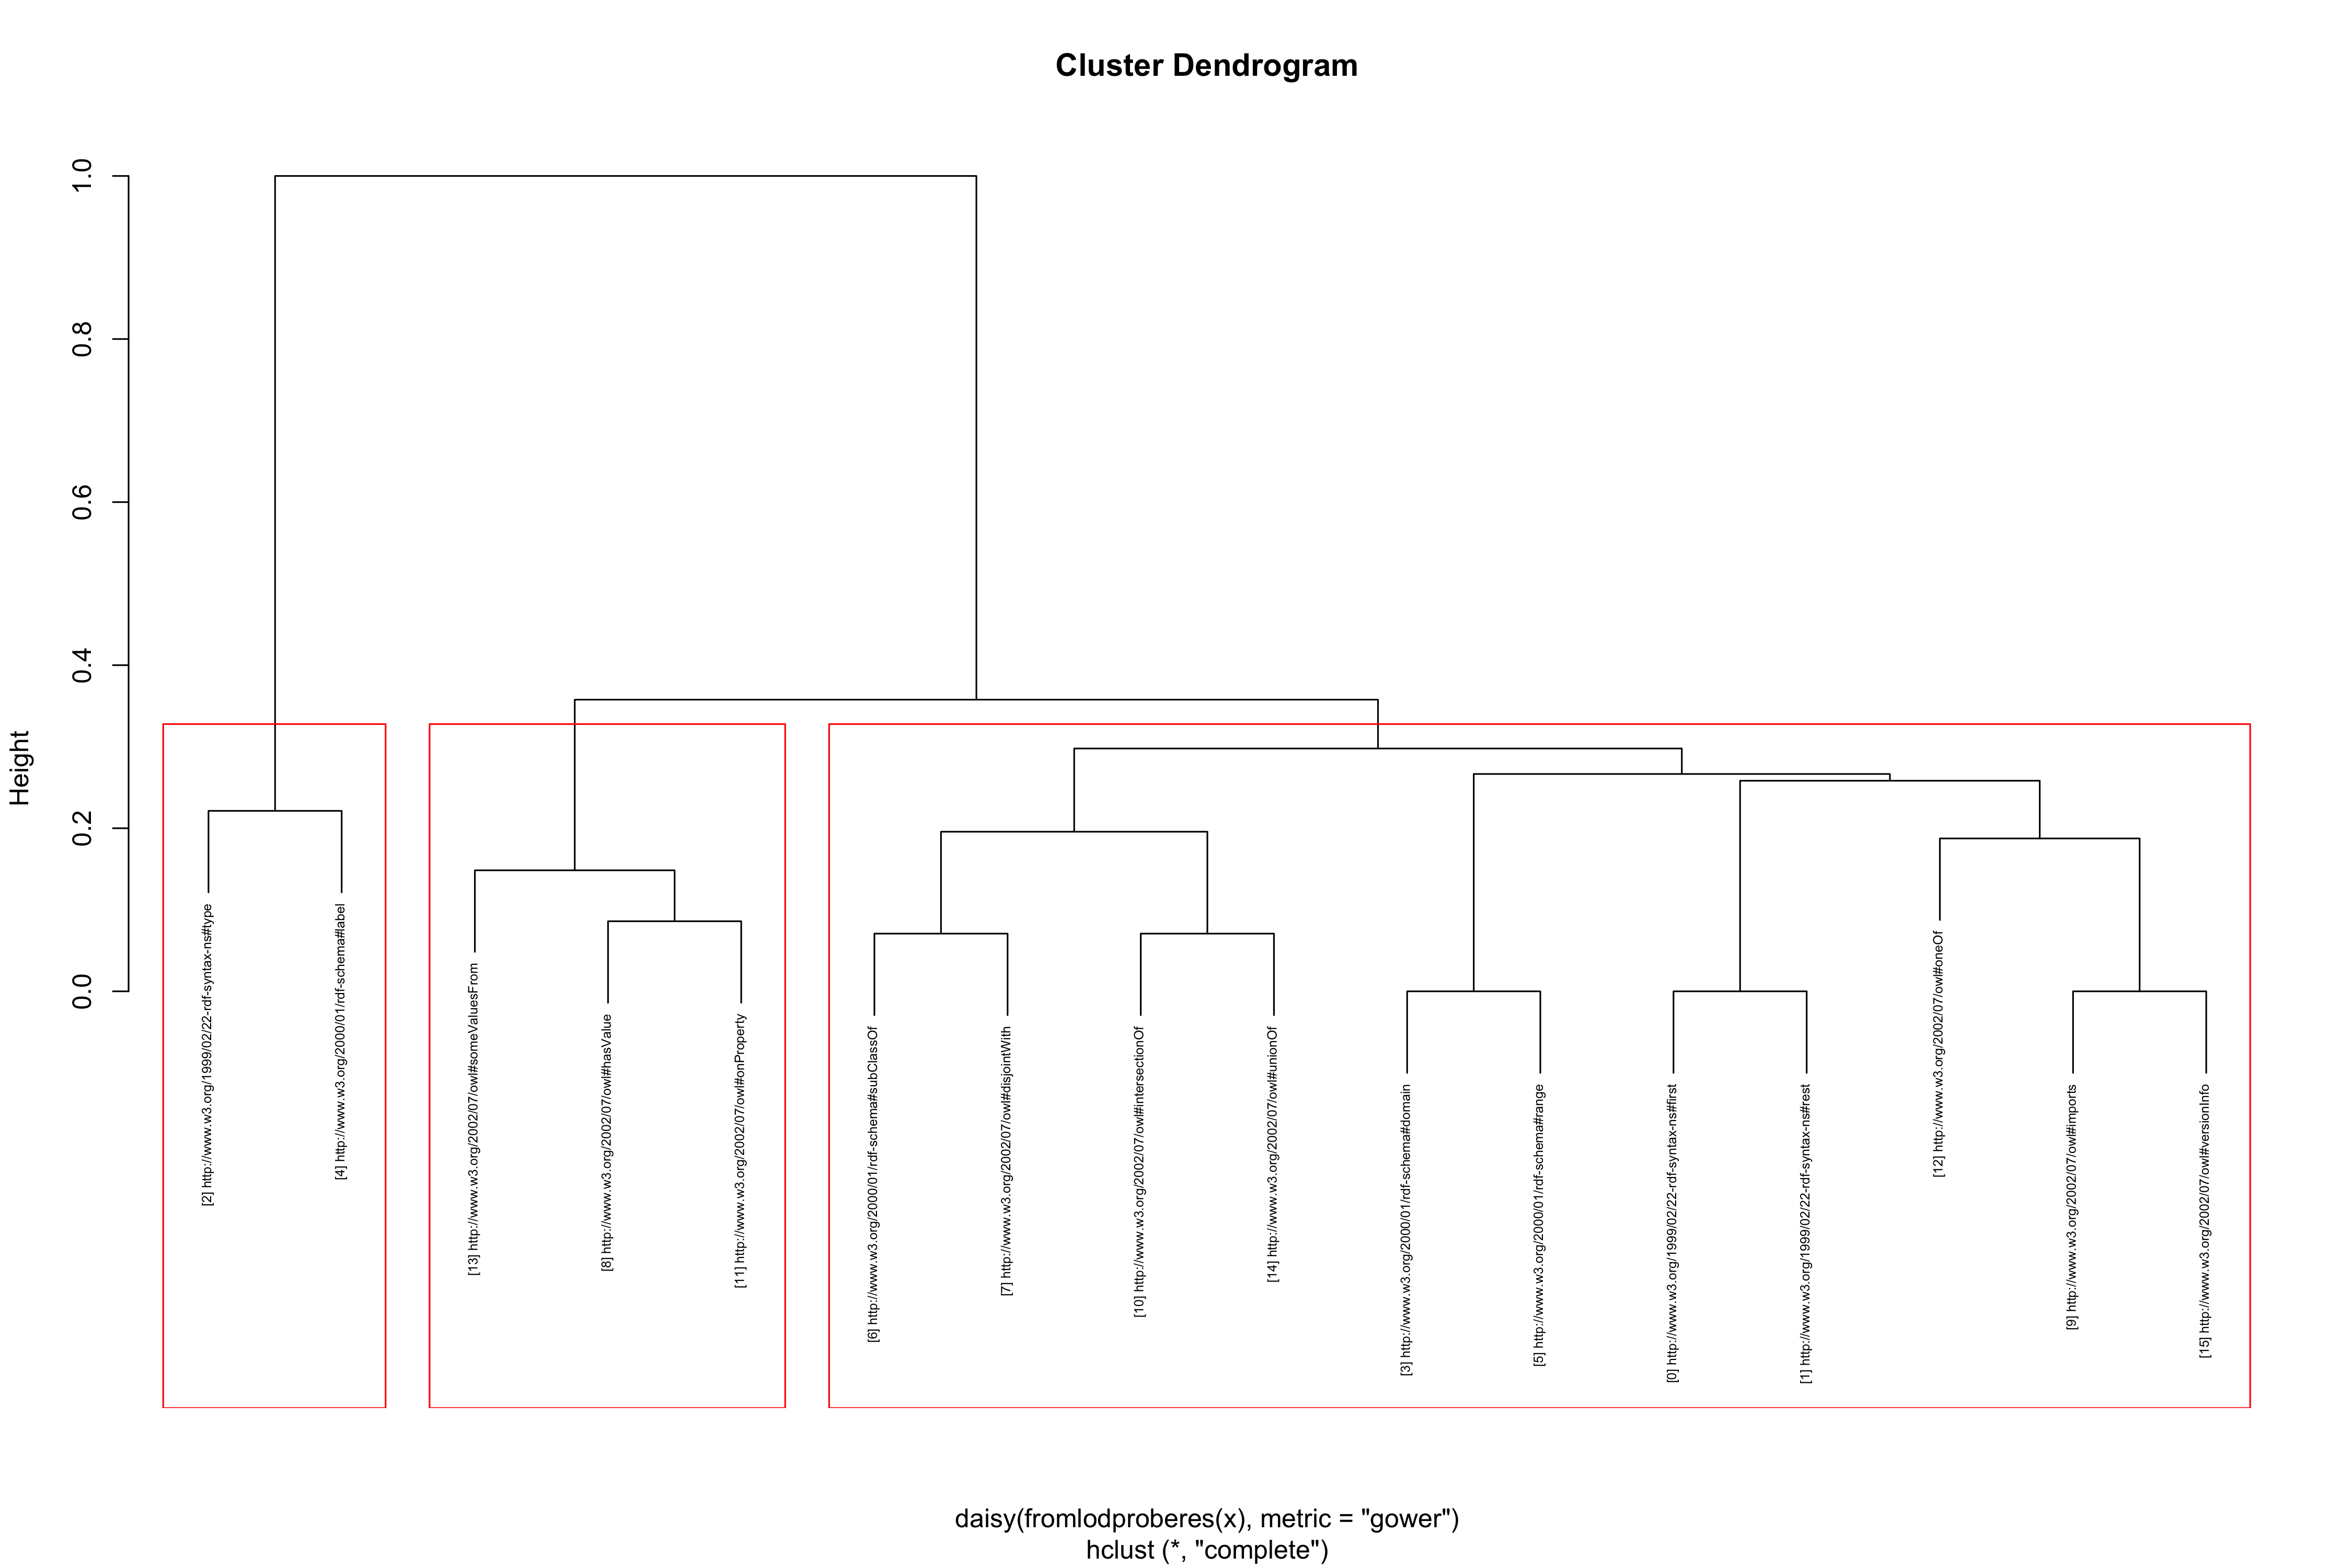 Cluster Dendrogram
Height
1.0
0.8
0.6
0.4
0.2
0.0
[2] http://www.w3.org/1999/02/22-rdf-syntax-ns#type
[4] http://www.w3.org/2000/01/rdf-schema#label
[13] http://www.w3.org/2002/07/owl#someValuesFrom
[8] http://www.w3.org/2002/07/owl#hasValue
[11] http://www.w3.org/2002/07/owl#onProperty
[6] http://www.w3.org/2000/01/rdf-schema#subClassOf
[7] http://www.w3.org/2002/07/owl#disjointWith
[10] http://www.w3.org/2002/07/owl#intersectionOf
[14] http://www.w3.org/2002/07/owl#unionOf
[3] http://www.w3.org/2000/01/rdf-schema#domain
[5] http://www.w3.org/2000/01/rdf-schema#range
[0] http://www.w3.org/1999/02/22-rdf-syntax-ns#first
[1] http://www.w3.org/1999/02/22-rdf-syntax-ns#rest
[12] http://www.w3.org/2002/07/owl#oneOf
[9] http://www.w3.org/2002/07/owl#imports
[15] http://www.w3.org/2002/07/owl#versionInfo
daisy(fromlodproberes(x), metric = "gower")
hclust (*, "complete")